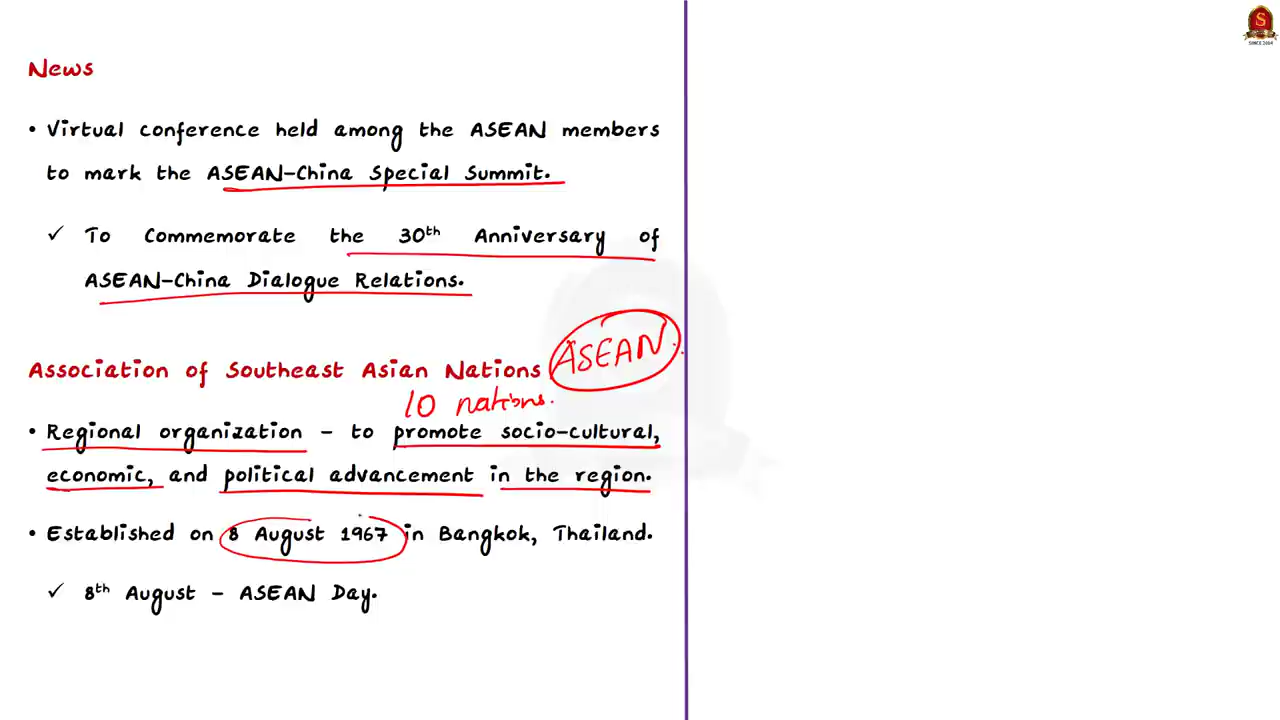 S
SINCE 2004
News
• Virtual conference held among the ASEAN members
to mark the ASEAN-China Special Summit.
✓ To Commemorate the 30th Anniversary of
ASEAN-China Dialogue Relations.
Association of Southeast Asian Nations ASEAN
10 nations.
• Regional organization - to promote socio-cultural,
economic, and political advancement in the region.
• Established on 8 August 1967 in Bangkok, Thailand.
✓ 8th August - ASEAN Day.